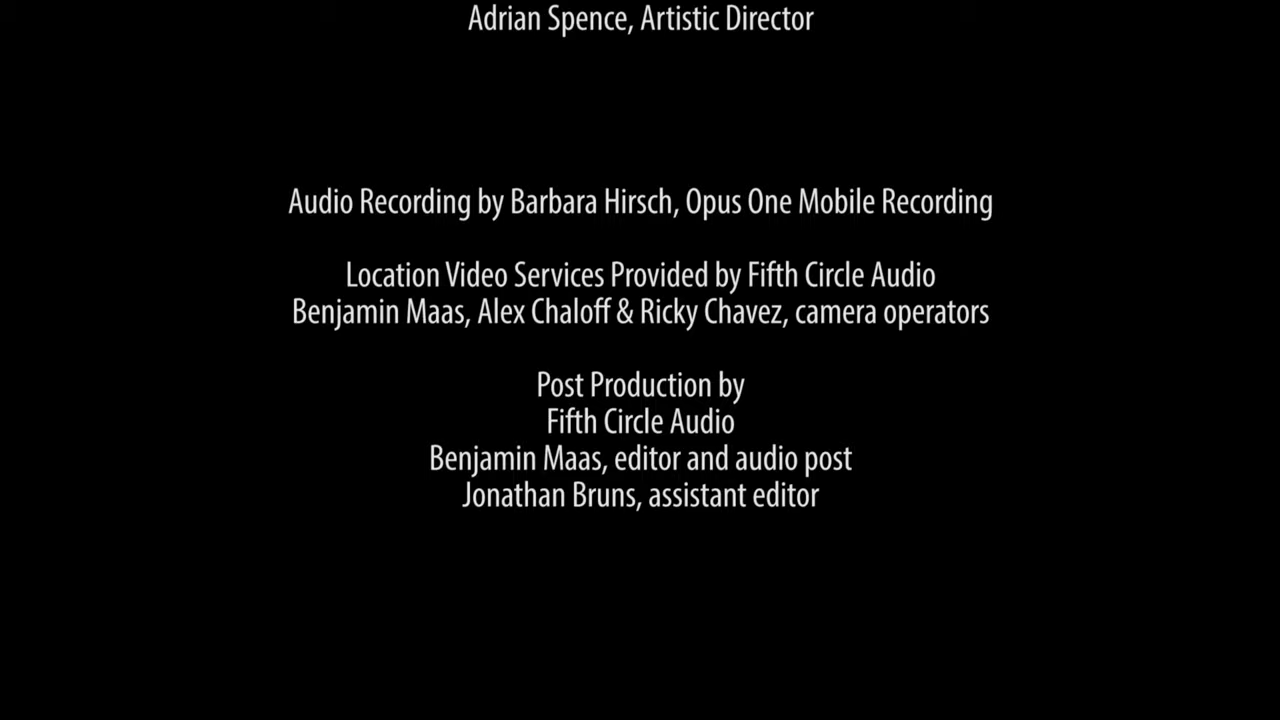 Adrian Spence, Artistic Director
Audio Recording by Barbara Hirsch, Opus One Mobile Recording
Location Video Services Provided by Fifth Circle Audio
Benjamin Maas, Alex Chaloff & Ricky Chavez, camera operators
Post Production by
Fifth Circle Audio
Benjamin Maas, editor and audio post
Jonathan Bruns, assistant editor